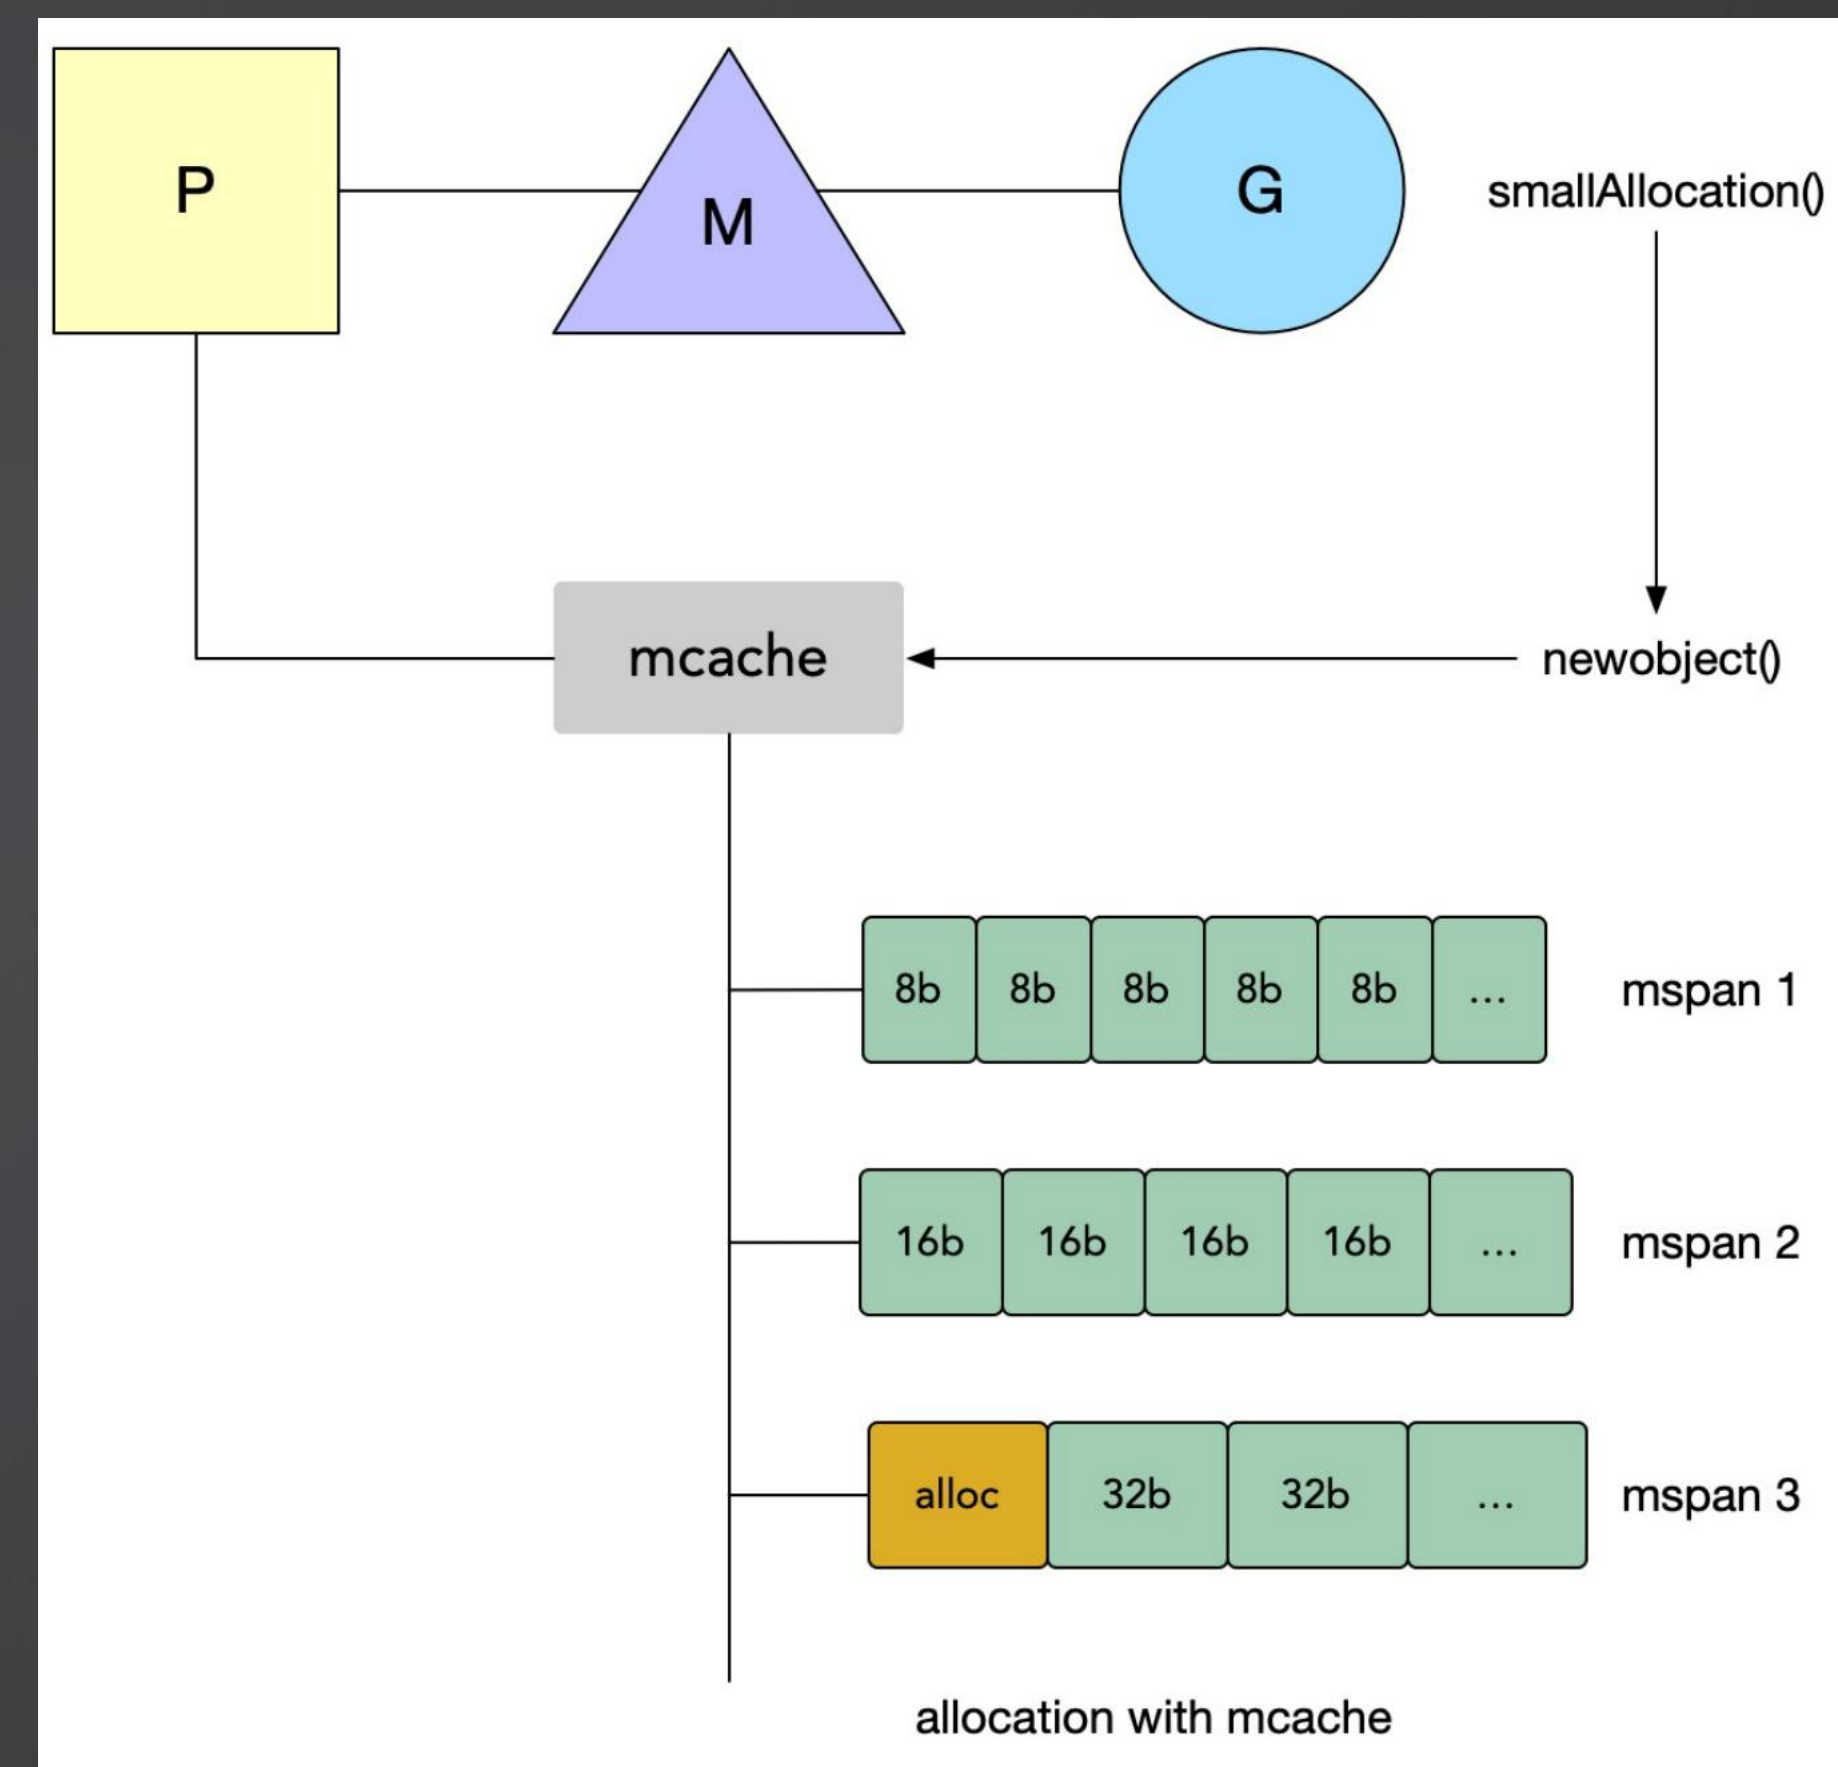 P
M
G
smallAllocation()
mcache
newobject()
8b 8b 8b 8b 8b ... mspan 1
16b 16b 16b 16b ... mspan 2
alloc 32b 32b ... mspan 3
allocation with mcache